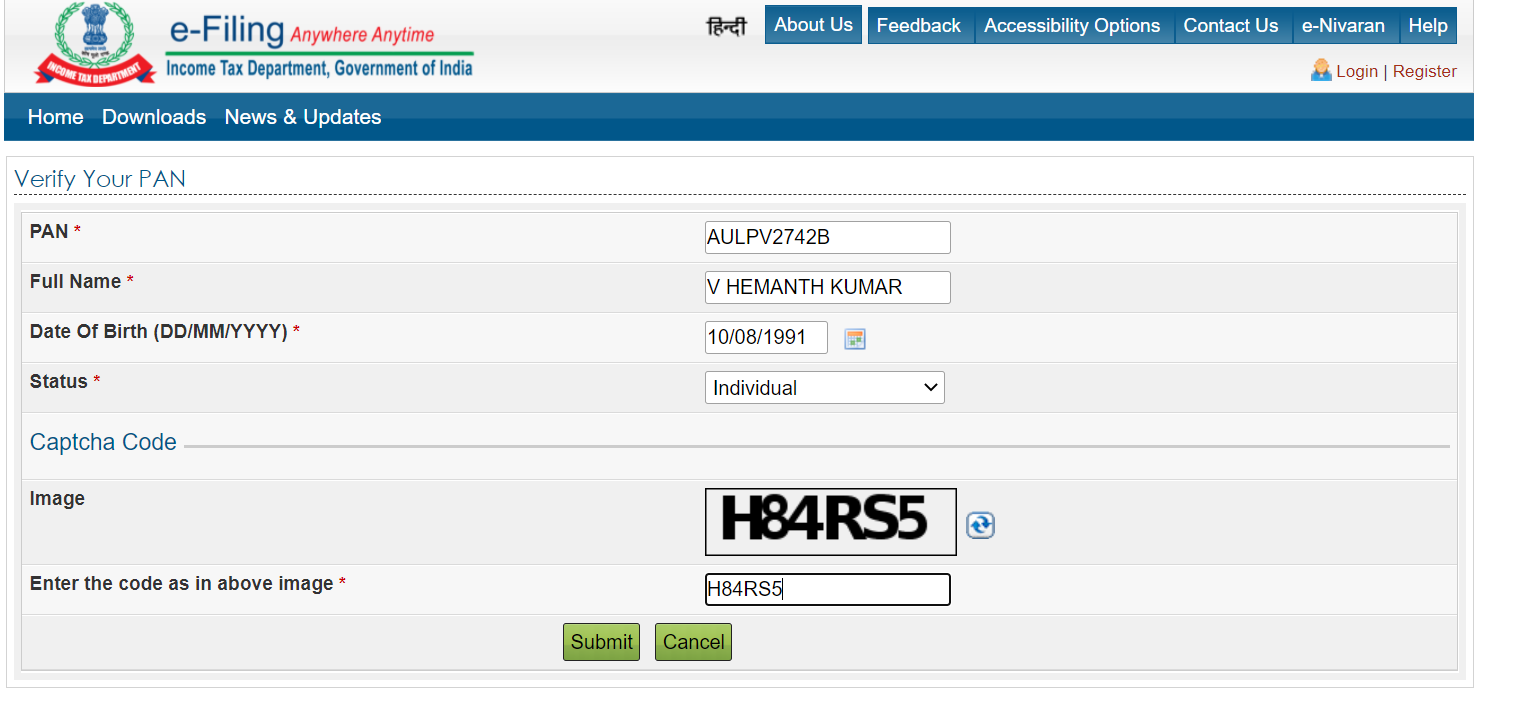 e-Filing Anywhere Anytime
Income Tax Department, Government of India
INCOME TAX DEPARTMENT
हिन्दी About Us Feedback Accessibility Options Contact Us e-Nivaran Help
Login | Register
Home Downloads News & Updates
Verify Your PAN
PAN * AULPV2742B
Full Name * V HEMANTH KUMAR
Date Of Birth (DD/MM/YYYY) * 10/08/1991
Status * Individual
Captcha Code
Image H84RS5
Enter the code as in above image * H84RS5
Submit Cancel